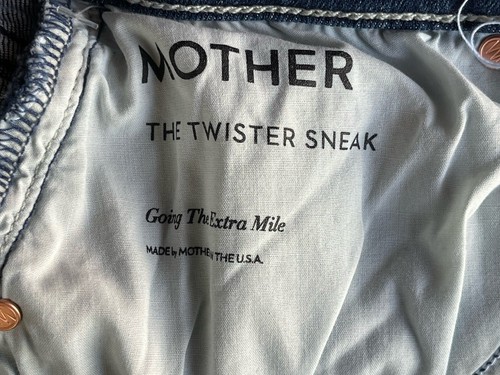 MOTHER
THE TWISTER SNEAK
Going The Extra Mile
MADE by MOTHER IN THE U.S.A.